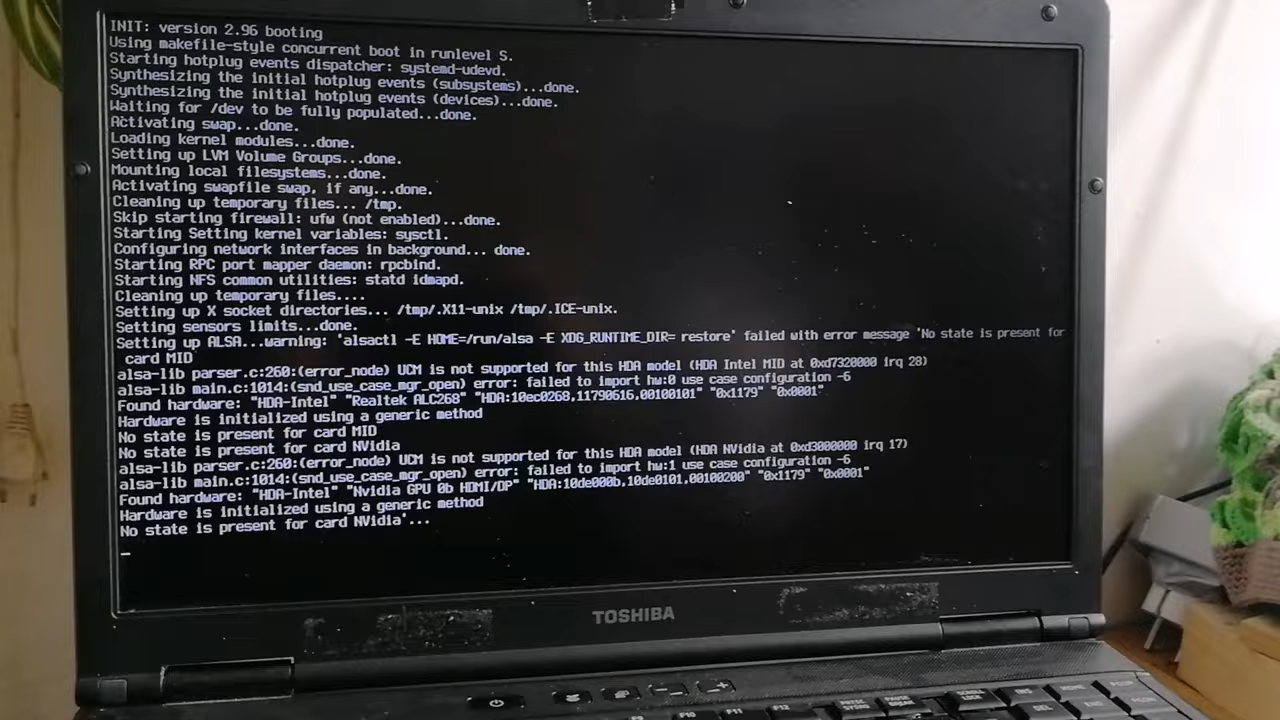 INIT: version 2.96 booting
Using makefile-style concurrent boot in runlevel S.
Starting hotplug events dispatcher: systemd-udevd.
Synthesizing the initial hotplug events (subsystems)...done.
Synthesizing the initial hotplug events (devices)...done.
Waiting for /dev to be fully populated...done.
Activating swap...done.
Loading kernel modules...done.
Setting up LVM Volume Groups...done.
Mounting local filesystems...done.
Activating swapfile swap, if any...done.
Cleaning up temporary files... /tmp.
Skip starting firewall: ufw (not enabled)...done.
Starting Setting kernel variables: sysctl.
Configuring network interfaces in background... done.
Starting RPC port mapper daemon: rpcbind.
Starting NFS common utilities: statd idmapd.
Cleaning up temporary files....
Setting up X socket directories... /tmp/.X11-unix /tmp/.ICE-unix.
Setting sensors limits...done.
Setting up ALSA...warning: 'alsactl -E HOME=/run/alsa -E XDG_RUNTIME_DIR= restore' failed with error message 'No state is present for
card MID
alsa-lib parser.c:260:(error_node) UCM is not supported for this HDA model (HDA Intel MID at 0xd7320000 irq 28)
alsa-lib main.c:1014:(snd_use_case_mgr_open) error: failed to import hw:0 use case configuration -6
Found hardware: "HDA-Intel" "Realtek ALC268" "HDA:10ec0268,11790616,00100101" "0x1179" "0x0001"
Hardware is initialized using a generic method
No state is present for card MID
No state is present for card NVidia
alsa-lib parser.c:260:(error_node) UCM is not supported for this HDA model (HDA NVidia at 0xd3000000 irq 17)
alsa-lib main.c:1014:(snd_use_case_mgr_open) error: failed to import hw:1 use case configuration -6
Found hardware: "HDA-Intel" "Nvidia GPU 0b HDMI/DP" "HDA:10de000b,10de0101,00100200" "0x1179" "0x0001"
Hardware is initialized using a generic method
No state is present for card NVidia'...
TOSHIBA
F9 F10 F11 F12 PRTSC SYSRQ PAUSE BREAK SCROLL LOCK INS HOME
DEL END